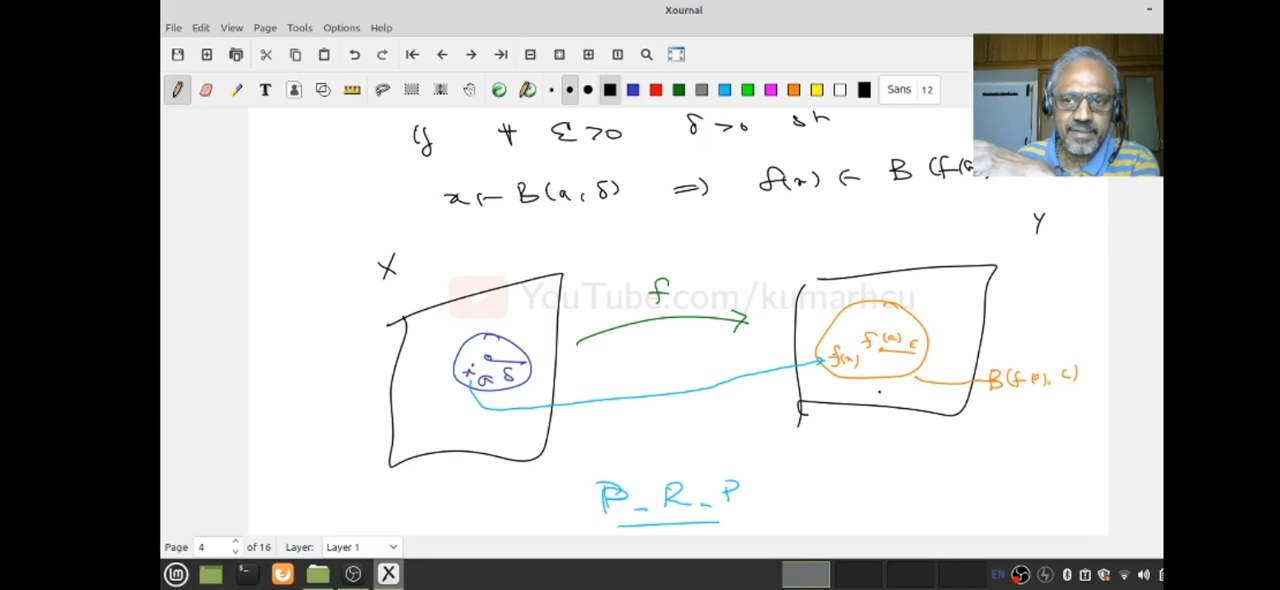 Xournal
File Edit View Page Tools Options Help
Sans 12
If ∀ ε>0 δ>0 st
x ∈ B(a, δ) ⇒ f(x) ∈ B (f(a)
X Y
f
YouTube.com/kumarhcu
x a δ
f(a) ε
f(x)
B(f(a), ε)
P - R - P
Page 4 of 16 Layer: Layer 1
EN